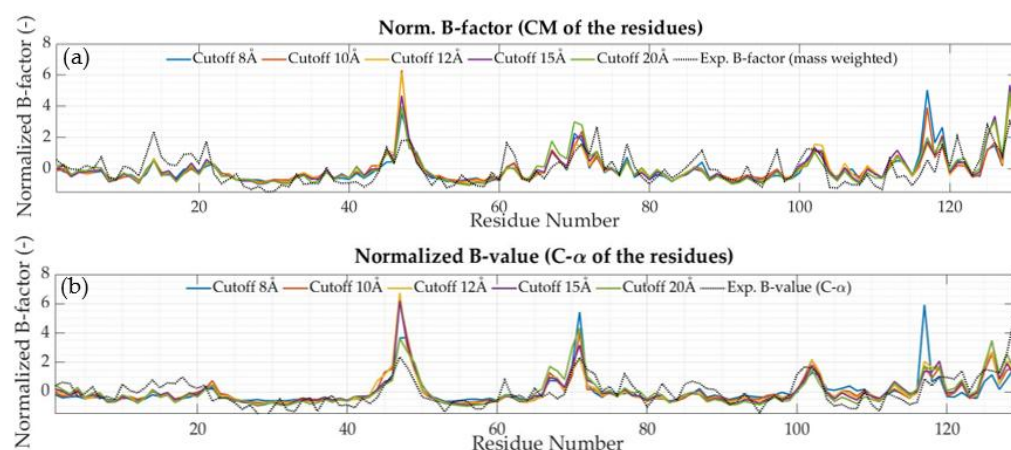 Norm. B-factor (CM of the residues)
(a)
Cutoff 8Å Cutoff 10Å Cutoff 12Å Cutoff 15Å Cutoff 20Å Exp. B-factor (mass weighted)
Normalized B-factor (-)
8
6
4
2
0
20 40 60 80 100 120
Residue Number
Normalized B-value (C-α of the residues)
(b)
Cutoff 8Å Cutoff 10Å Cutoff 12Å Cutoff 15Å Cutoff 20Å Exp. B-value (C-α)
Normalized B-factor (-)
8
6
4
2
0
20 40 60 80 100 120
Residue Number